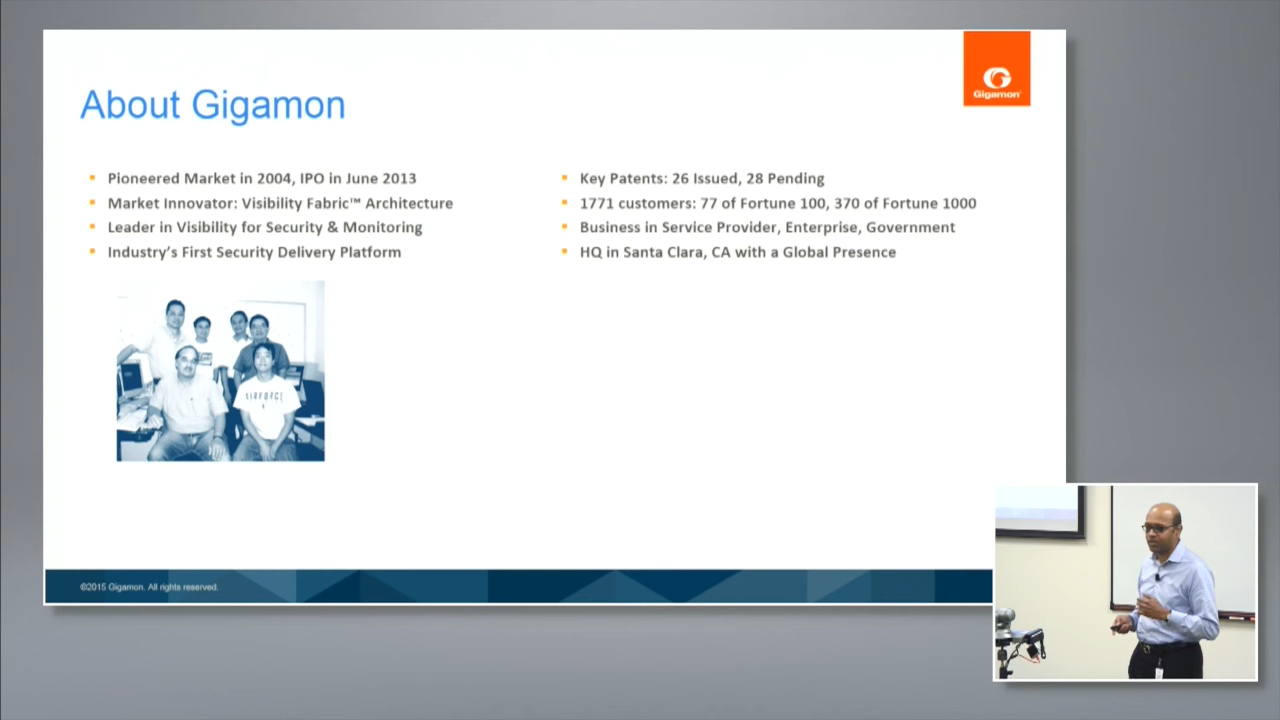 About Gigamon
Gigamon
Pioneered Market in 2004, IPO in June 2013
Market Innovator: Visibility Fabric™ Architecture
Leader in Visibility for Security & Monitoring
Industry's First Security Delivery Platform
Key Patents: 26 Issued, 28 Pending
1771 customers: 77 of Fortune 100, 370 of Fortune 1000
Business in Service Provider, Enterprise, Government
HQ in Santa Clara, CA with a Global Presence
AIRFORCE
©2015 Gigamon. All rights reserved.